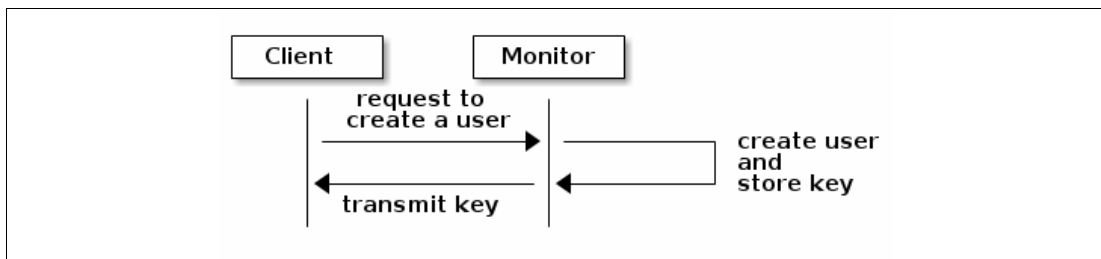 Client
Monitor
request to
create a user
create user
and
store key
transmit key